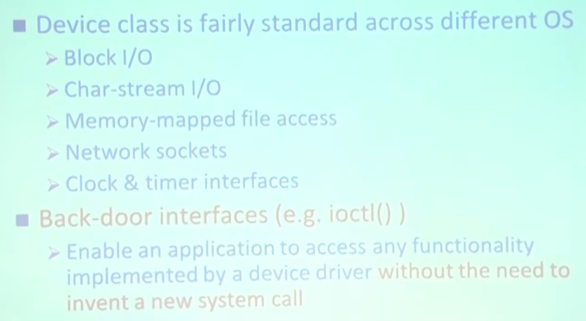 Device class is fairly standard across different OS
Block I/O
Char-stream I/O
Memory-mapped file access
Network sockets
Clock & timer interfaces
Back-door interfaces (e.g. ioctl() )
Enable an application to access any functionality
implemented by a device driver without the need to
invent a new system call